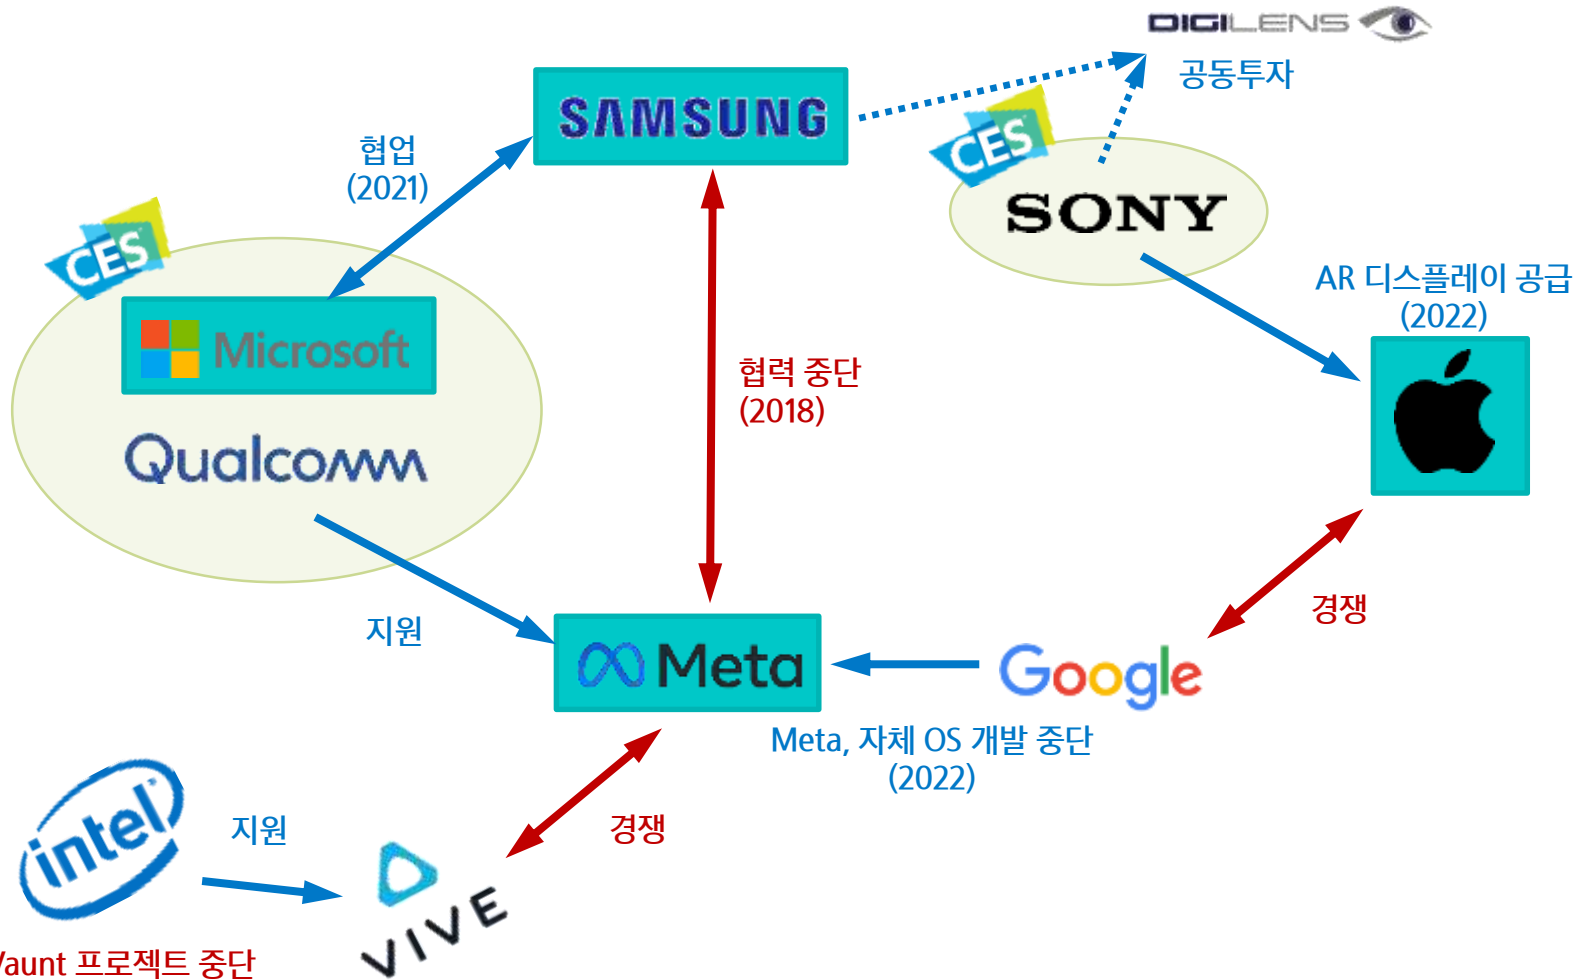 DIGILENS
공동투자
SAMSUNG
CES
협업
(2021)
SONY
CES
AR 디스플레이 공급
(2022)
Microsoft
협력 중단
(2018)
Qualcomm
지원
경쟁
Meta
Google
Meta, 자체 OS 개발 중단
(2022)
intel
지원
경쟁
VIVE
Vaunt 프로젝트 중단